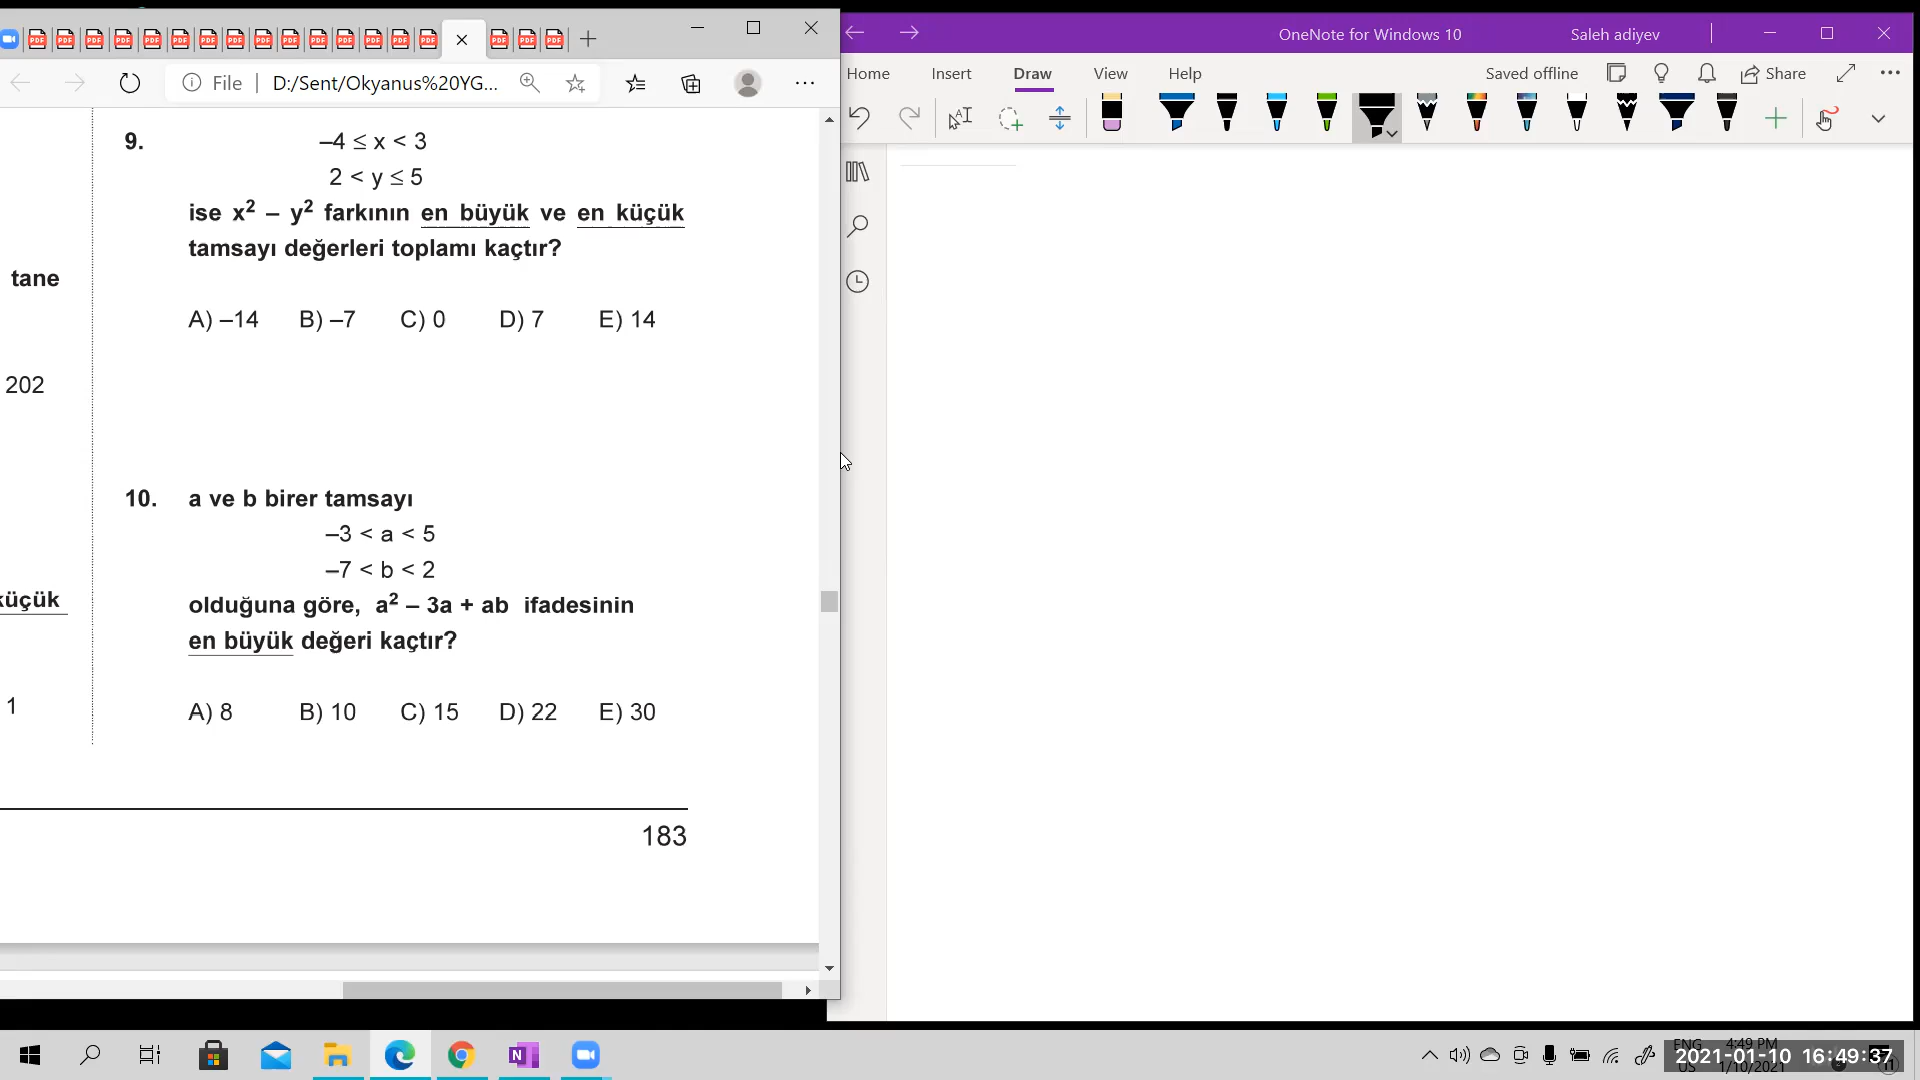 OneNote for Windows 10
Saleh adiyev
File
D:/Sent/Okyanus%20YG...
Home
Insert
Draw
View
Help
Saved offline
Share
tane
202
küçük
1
9.
–4 ≤ x < 3
2 < y ≤ 5
ise x² – y² farkının en büyük ve en küçük
tamsayı değerleri toplamı kaçtır?
A) –14 B) –7 C) 0 D) 7 E) 14
10. a ve b birer tamsayı
–3 < a < 5
–7 < b < 2
olduğuna göre, a² – 3a + ab ifadesinin
en büyük değeri kaçtır?
A) 8 B) 10 C) 15 D) 22 E) 30
183
ENG
US
4:49 PM
1/10/2021
2021-01-10 16:49:37